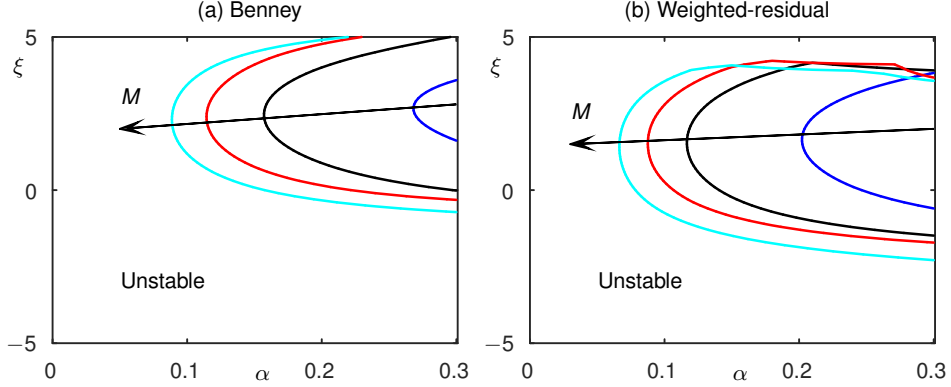 (a) Benney
5
ξ
M
0
Unstable
−5
0
0.1
α
0.2
0.3
(b) Weighted-residual
5
ξ
M
0
Unstable
−5
0
0.1
α
0.2
0.3